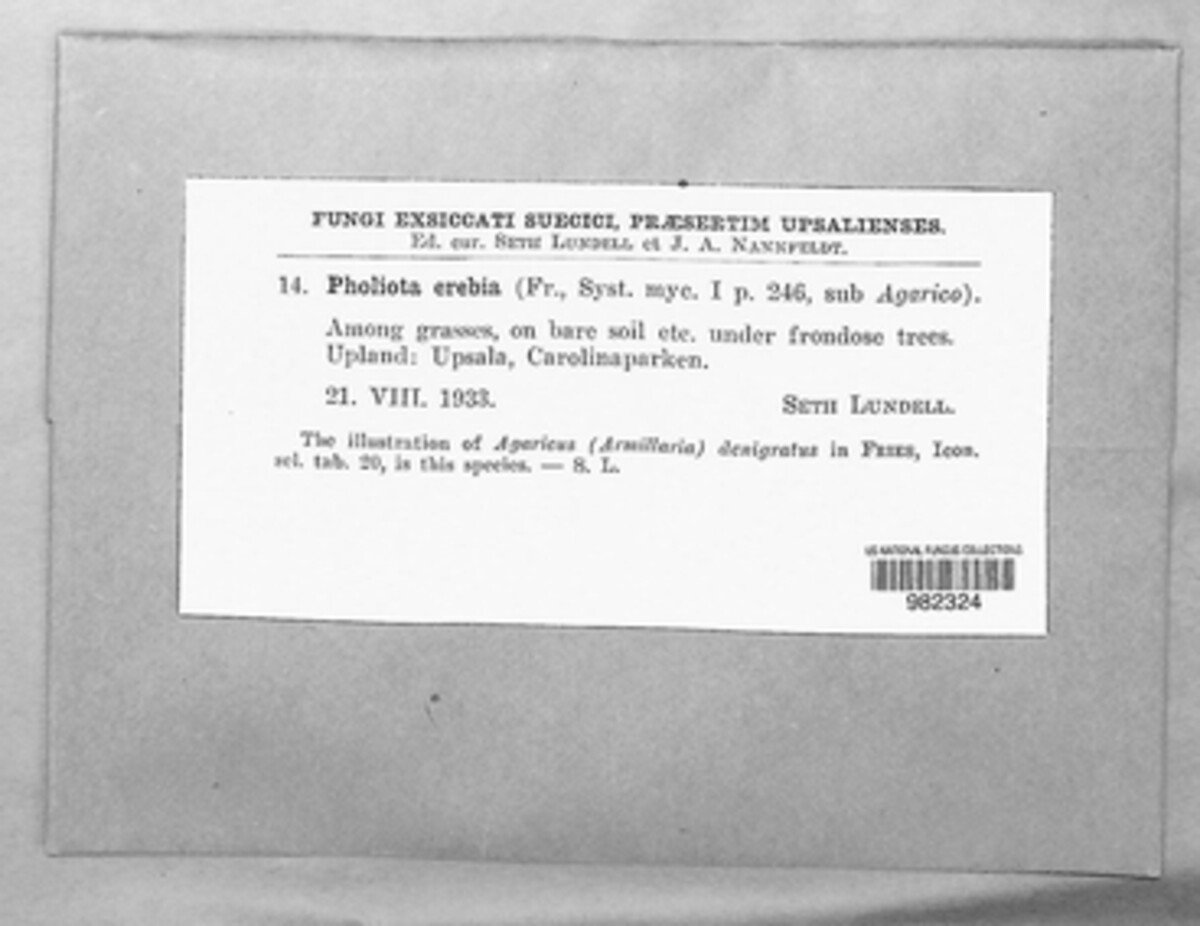 FUNGI EXSICCATI SUECICI, PRÆSERTIM UPSALIENSES.
Ed. cur. SETH LUNDELL et J. A. NANNFELDT.
14. Pholiota erebia (Fr., Syst. myc. I p. 246, sub Agarico).
Among grasses, on bare soil etc. under frondose trees.
Upland: Upsala, Carolinaparken.
21. VIII. 1933. SETH LUNDELL.
The illustration of Agaricus (Armillaria) denigratus in FRIES, Icon.
sel. tab. 20, is this species. — S. L.
US NATIONAL FUNGUS COLLECTIONS
982324